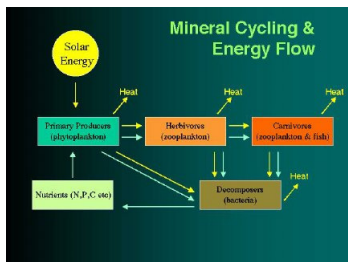 Mineral Cycling &
Energy Flow
Solar
Energy
Heat
Heat
Heat
Primary Producers
(phytoplankton)
Herbivores
(zooplankton)
Carnivores
(zooplankton & fish)
Nutrients (N,P,C etc)
Decomposers
(bacteria)
Heat